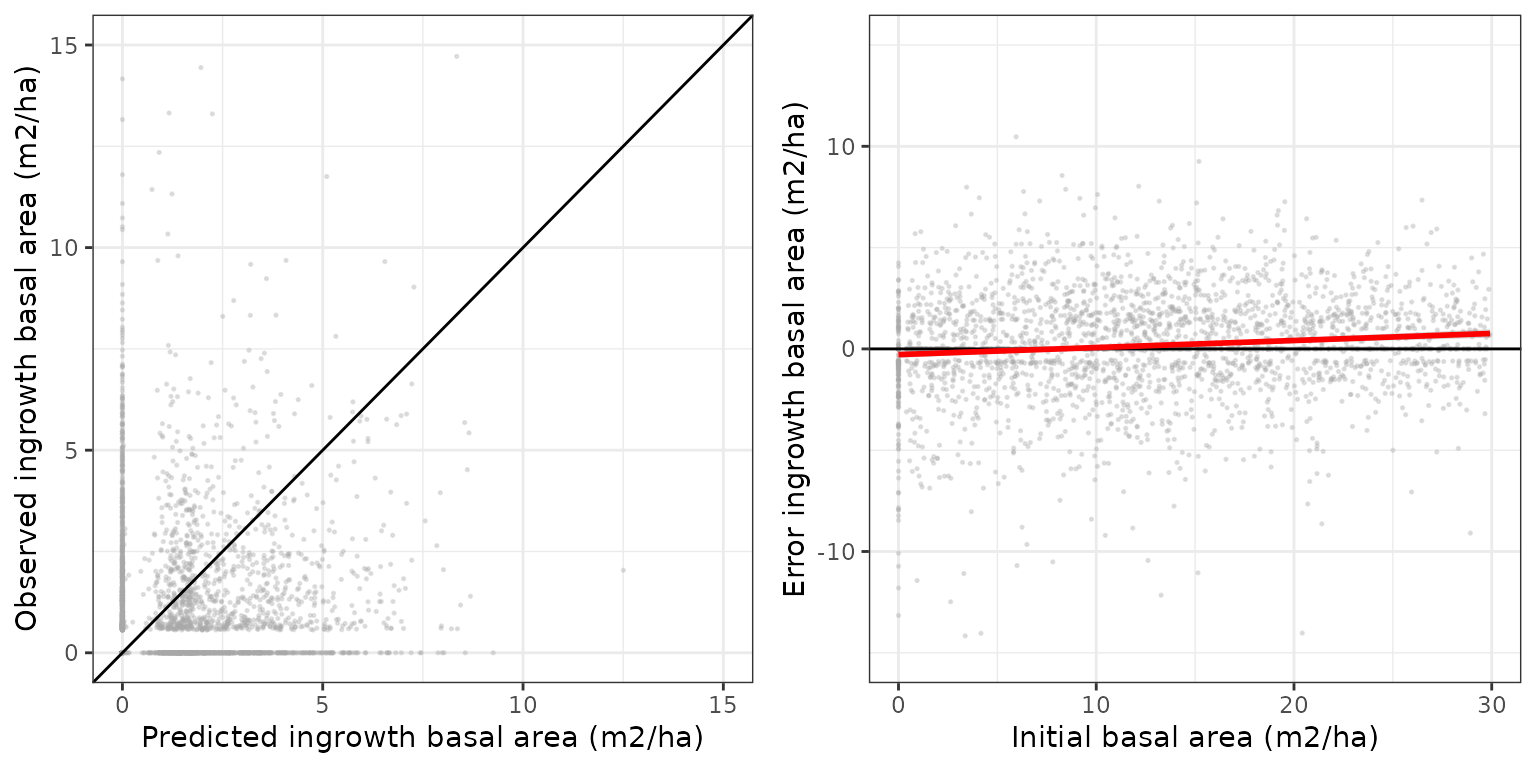 Observed ingrowth basal area (m2/ha)
15
10
5
0
0 5 10 15
Predicted ingrowth basal area (m2/ha)
Error ingrowth basal area (m2/ha)
10
0
-10
0 10 20 30
Initial basal area (m2/ha)